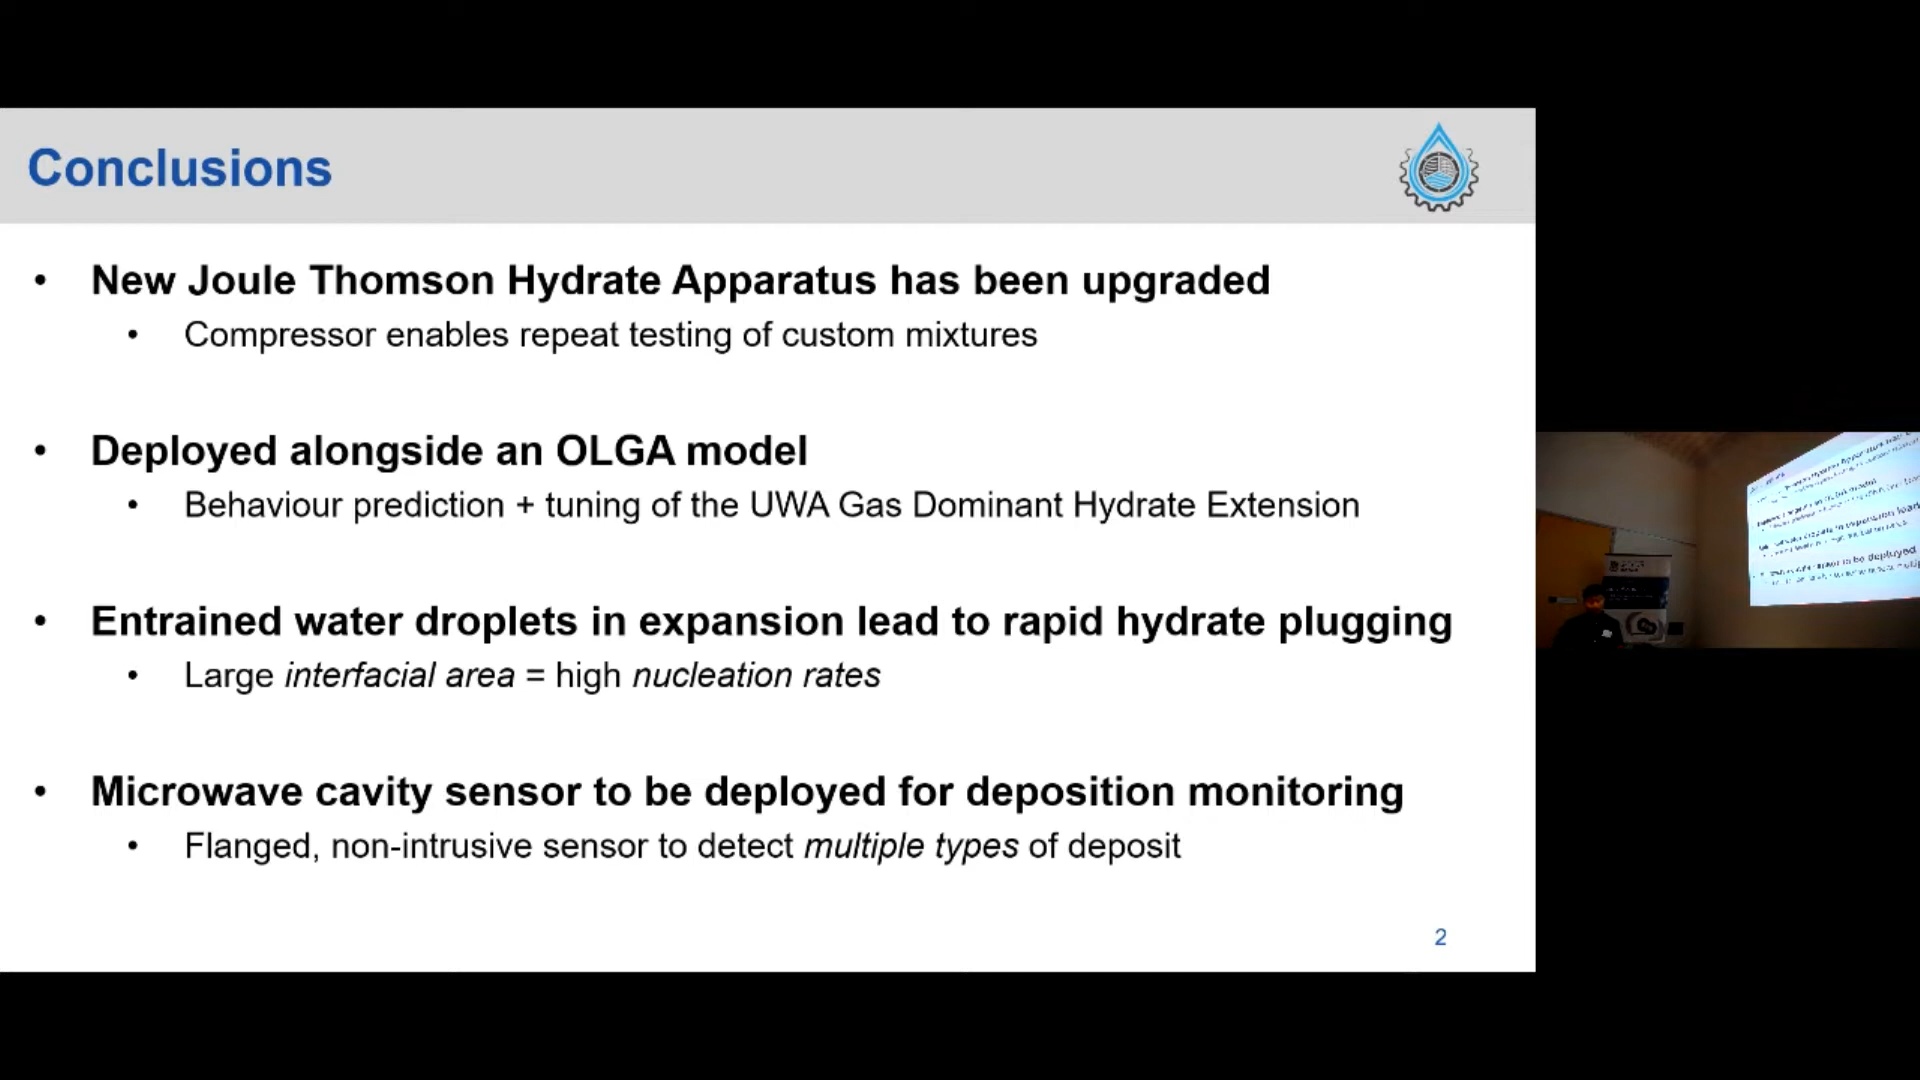 Conclusions
• New Joule Thomson Hydrate Apparatus has been upgraded
• Compressor enables repeat testing of custom mixtures
• Deployed alongside an OLGA model
• Behaviour prediction + tuning of the UWA Gas Dominant Hydrate Extension
• Entrained water droplets in expansion lead to rapid hydrate plugging
• Large interfacial area = high nucleation rates
• Microwave cavity sensor to be deployed for deposition monitoring
• Flanged, non-intrusive sensor to detect multiple types of deposit
2